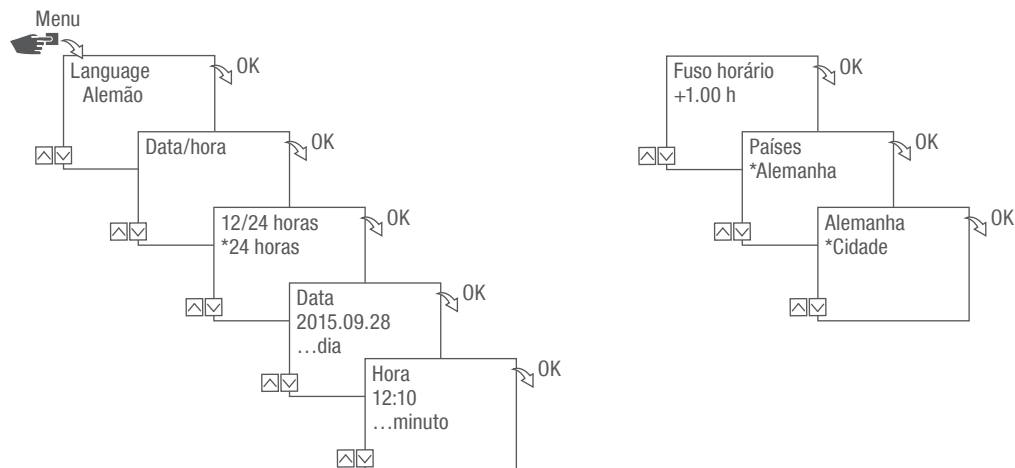 Menu
Language
Alemão
OK
Data/hora
OK
12/24 horas
*24 horas
OK
Data
2015.09.28
…dia
OK
Hora
12:10
…minuto
OK
Fuso horário
+1.00 h
OK
Países
*Alemanha
OK
Alemanha
*Cidade
OK